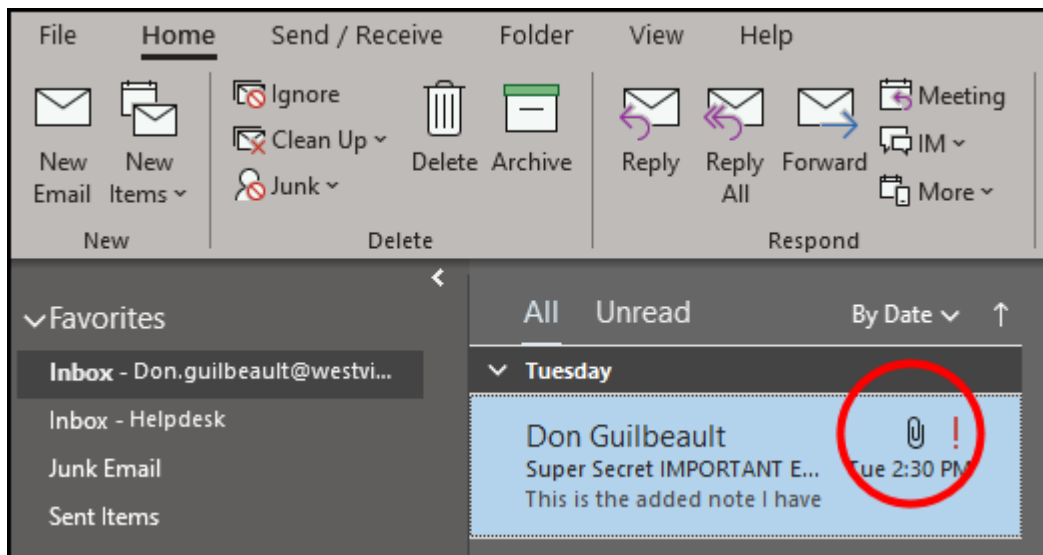 File Home Send / Receive Folder View Help
New Email
New Items
Ignore
Clean Up
Junk
Delete
Archive
Reply
Reply All
Forward
Meeting
IM
More
New
Delete
Respond
Favorites
Inbox - Don.guilbeault@westvi...
Inbox - Helpdesk
Junk Email
Sent Items
All Unread By Date
Tuesday
Don Guilbeault
Super Secret IMPORTANT E... Tue 2:30 PM
This is the added note I have